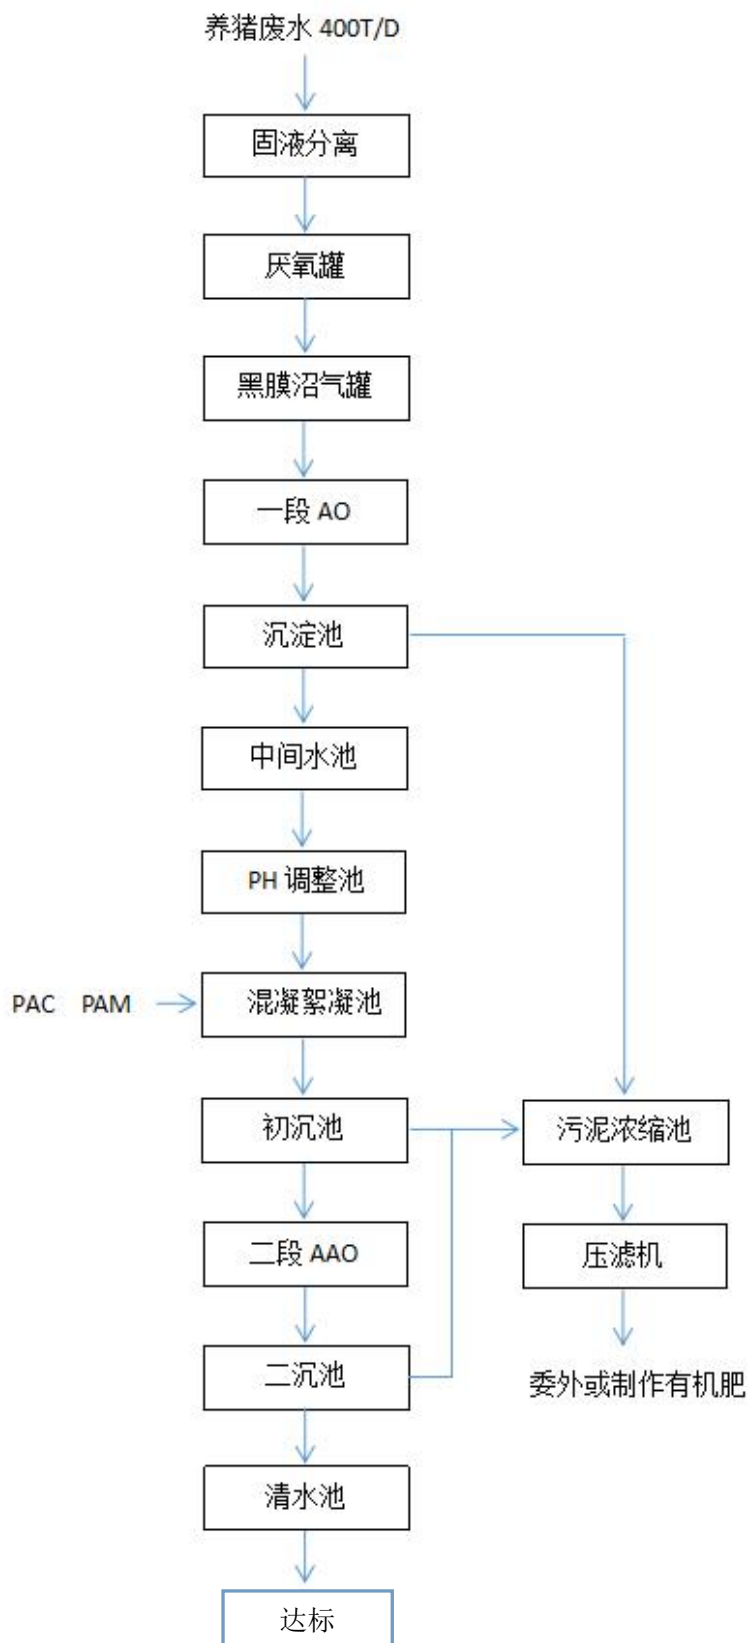 养猪废水 400T/D
固液分离
厌氧罐
黑膜沼气罐
一段 AO
沉淀池
中间水池
PH 调整池
PAC PAM
混凝絮凝池
初沉池
污泥浓缩池
二段 AAO
压滤机
二沉池
委外或制作有机肥
清水池
达标